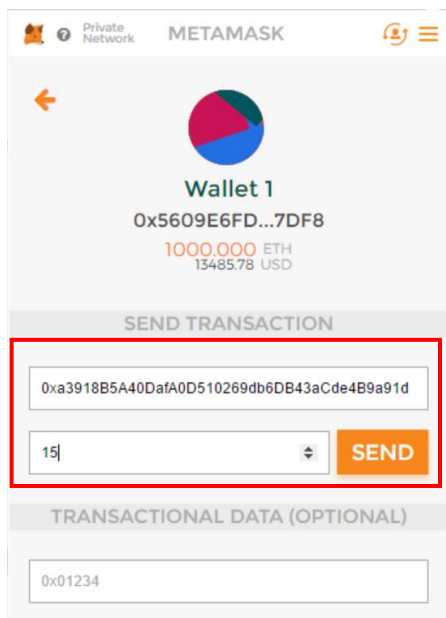 ? Private METAMASK
Network
Wallet 1
0x5609E6FD...7DF8
1000.000 ETH
13485.78 USD
SEND TRANSACTION
0xa3918B5A40DafA0D510269db6DB43aCde4B9a91d
15
SEND
TRANSACTIONAL DATA (OPTIONAL)
0x01234